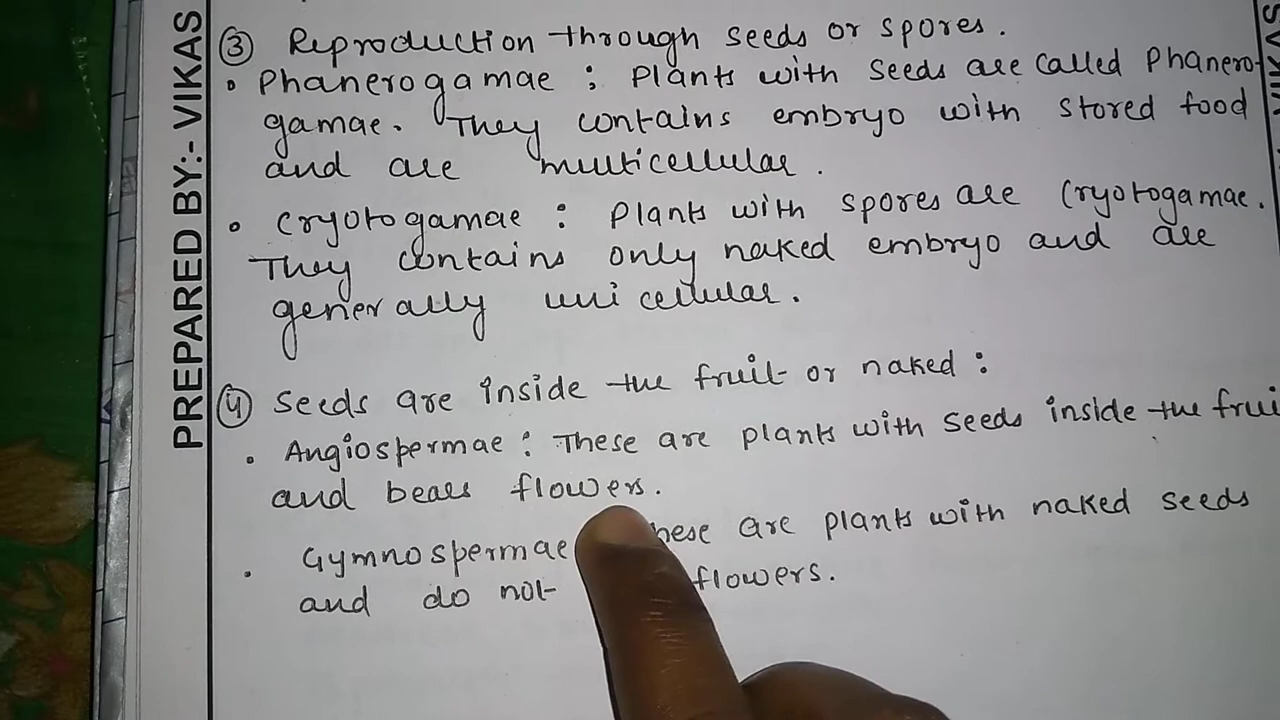 PREPARED BY:- VIKAS
③ Reproduction through seeds or spores.
• Phanerogamae : Plants with seeds are called Phanero-
gamae. They contains embryo with stored food
and are multicellular.
• Cryotogamae : Plants with spores are Cryotogamae.
They contains only naked embryo and are
generally uni cellular.
④ Seeds are inside the fruit or naked :
• Angiospermae : These are plants with seeds inside the frui
and bears flowers.
• Gymnospermae hese are plants with naked seeds
and do not flowers.